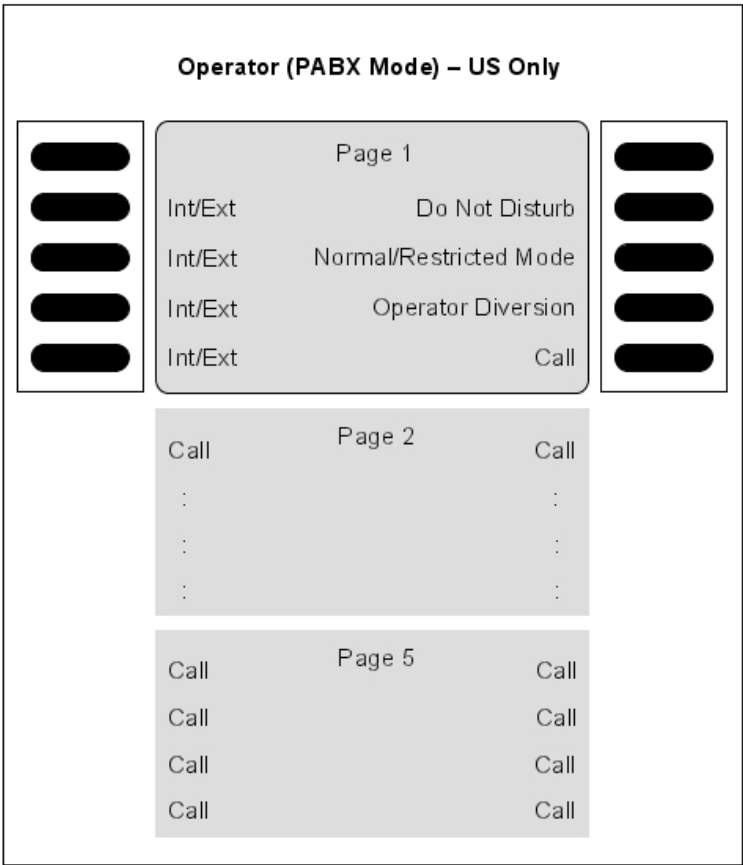 Operator (PABX Mode) – US Only
Page 1
Int/Ext Do Not Disturb
Int/Ext Normal/Restricted Mode
Int/Ext Operator Diversion
Int/Ext Call
Page 2
Call Call
: :
: :
: :
Page 5
Call Call
Call Call
Call Call
Call Call